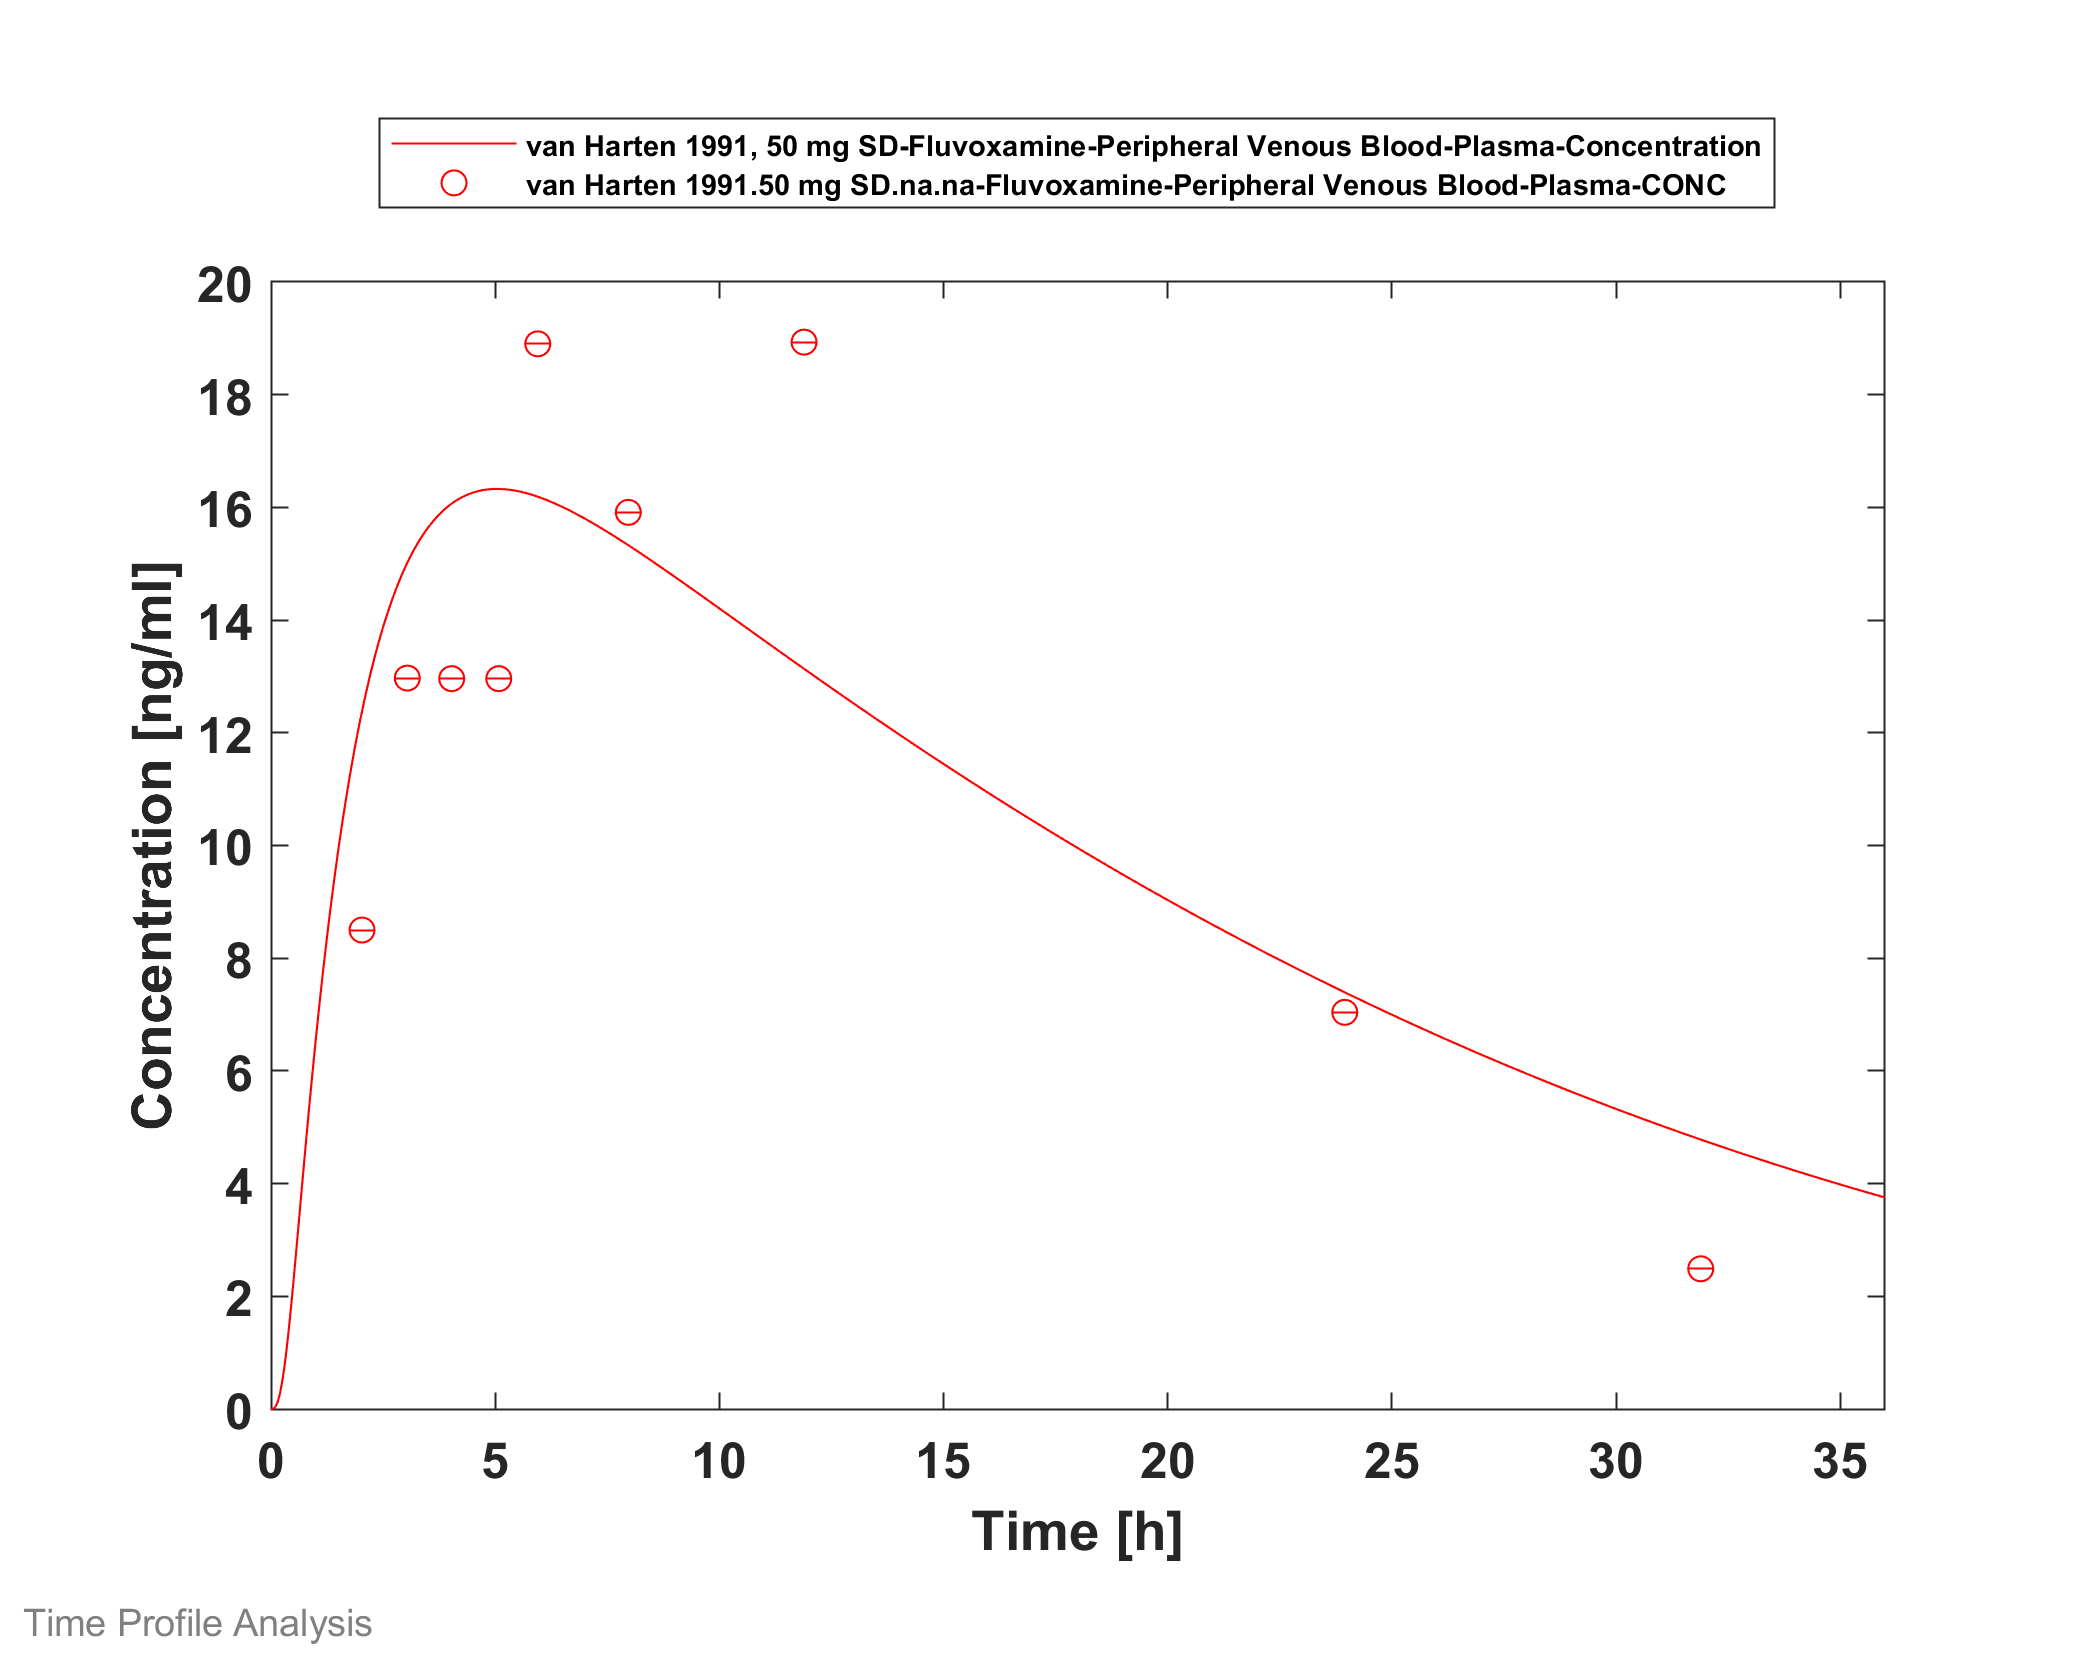 van Harten 1991, 50 mg SD-Fluvoxamine-Peripheral Venous Blood-Plasma-Concentration
van Harten 1991.50 mg SD.na.na-Fluvoxamine-Peripheral Venous Blood-Plasma-CONC
20
18
16
14
12
10
8
6
4
2
0
Concentration [ng/ml]
0 5 10 15 20 25 30 35
Time [h]
Time Profile Analysis